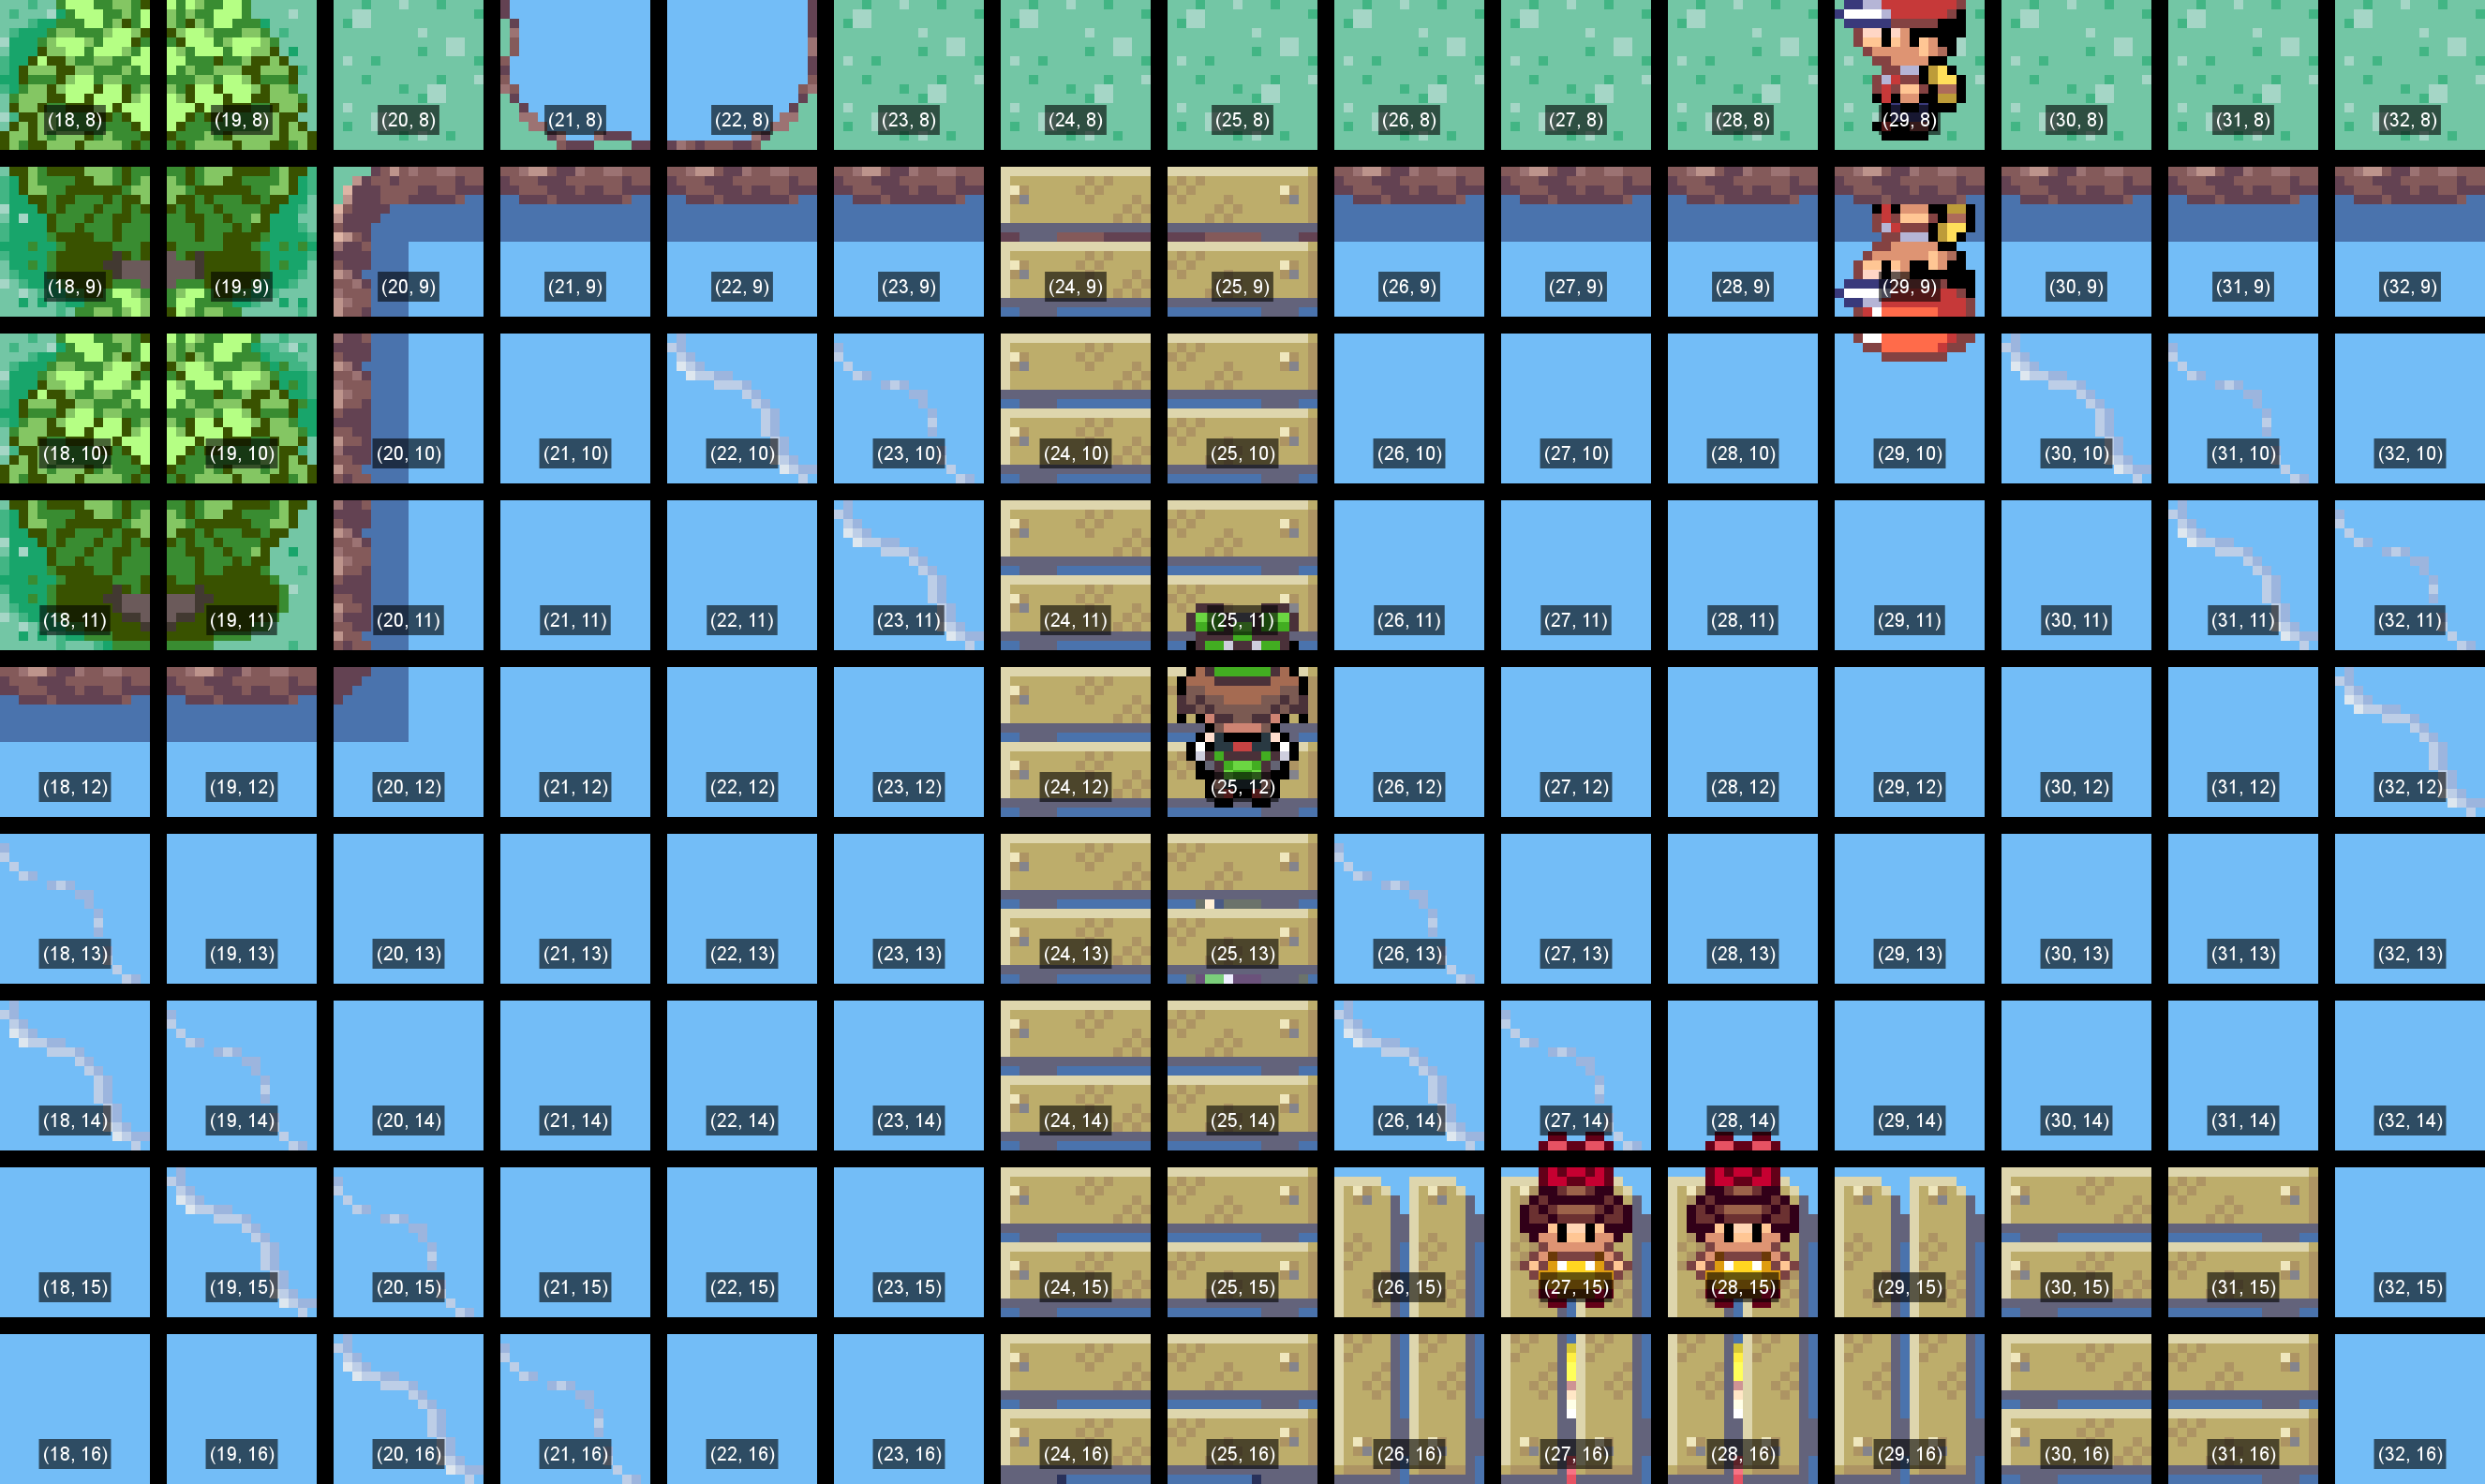 (18, 8) (19, 8) (20, 8) (21, 8) (22, 8) (23, 8) (24, 8) (25, 8) (26, 8) (27, 8) (28, 8) (29, 8) (30, 8) (31, 8) (32, 8)
(18, 9) (19, 9) (20, 9) (21, 9) (22, 9) (23, 9) (24, 9) (25, 9) (26, 9) (27, 9) (28, 9) (29, 9) (30, 9) (31, 9) (32, 9)
(18, 10) (19, 10) (20, 10) (21, 10) (22, 10) (23, 10) (24, 10) (25, 10) (26, 10) (27, 10) (28, 10) (29, 10) (30, 10) (31, 10) (32, 10)
(18, 11) (19, 11) (20, 11) (21, 11) (22, 11) (23, 11) (24, 11) (25, 11) (26, 11) (27, 11) (28, 11) (29, 11) (30, 11) (31, 11) (32, 11)
(18, 12) (19, 12) (20, 12) (21, 12) (22, 12) (23, 12) (24, 12) (25, 12) (26, 12) (27, 12) (28, 12) (29, 12) (30, 12) (31, 12) (32, 12)
(18, 13) (19, 13) (20, 13) (21, 13) (22, 13) (23, 13) (24, 13) (25, 13) (26, 13) (27, 13) (28, 13) (29, 13) (30, 13) (31, 13) (32, 13)
(18, 14) (19, 14) (20, 14) (21, 14) (22, 14) (23, 14) (24, 14) (25, 14) (26, 14) (27, 14) (28, 14) (29, 14) (30, 14) (31, 14) (32, 14)
(18, 15) (19, 15) (20, 15) (21, 15) (22, 15) (23, 15) (24, 15) (25, 15) (26, 15) (27, 15) (28, 15) (29, 15) (30, 15) (31, 15) (32, 15)
(18, 16) (19, 16) (20, 16) (21, 16) (22, 16) (23, 16) (24, 16) (25, 16) (26, 16) (27, 16) (28, 16) (29, 16) (30, 16) (31, 16) (32, 16)